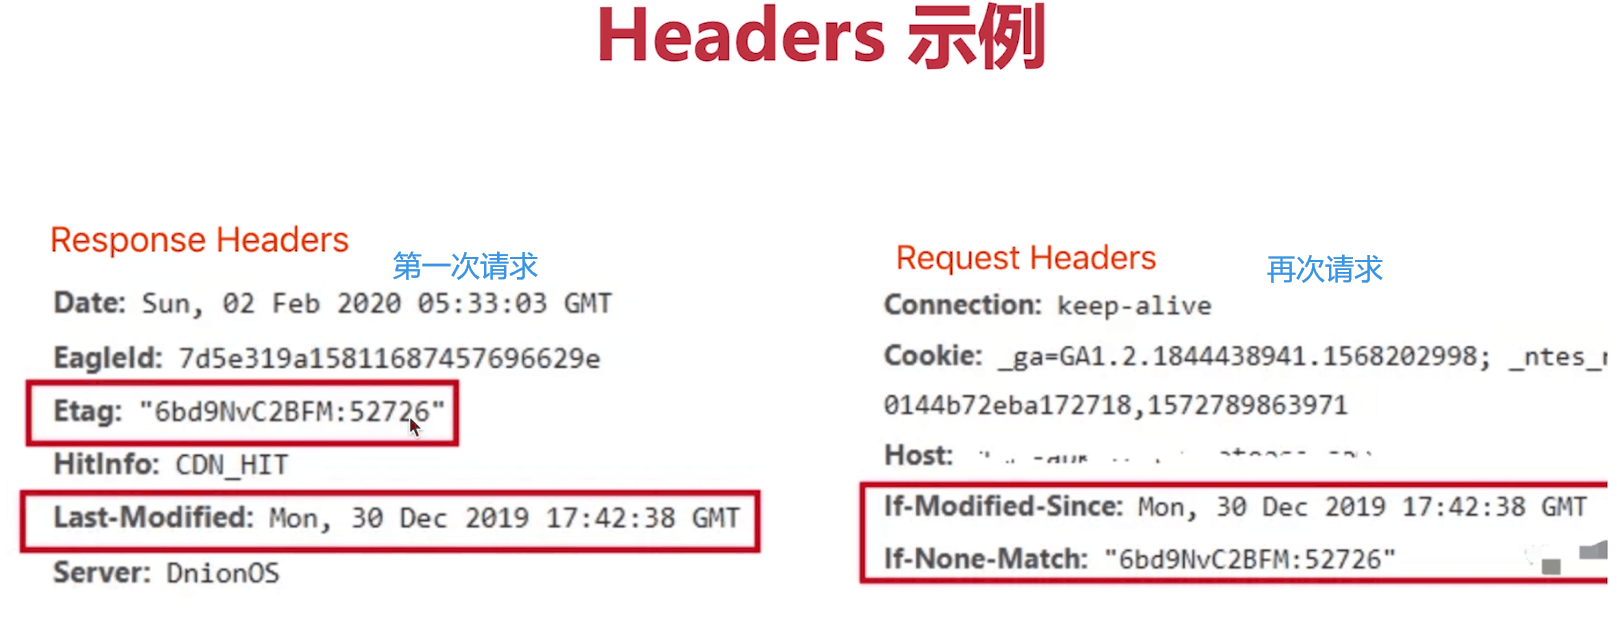 Headers 示例
Response Headers
第一次请求
Date: Sun, 02 Feb 2020 05:33:03 GMT
EagleId: 7d5e319a15811687457696629e
Etag: "6bd9NvC2BFM:52726"
HitInfo: CDN_HIT
Last-Modified: Mon, 30 Dec 2019 17:42:38 GMT
Server: DnionOS
Request Headers
再次请求
Connection: keep-alive
Cookie: _ga=GA1.2.1844438941.1568202998; _ntes_
0144b72eba172718,1572789863971
Host:
If-Modified-Since: Mon, 30 Dec 2019 17:42:38 GMT
If-None-Match: "6bd9NvC2BFM:52726"